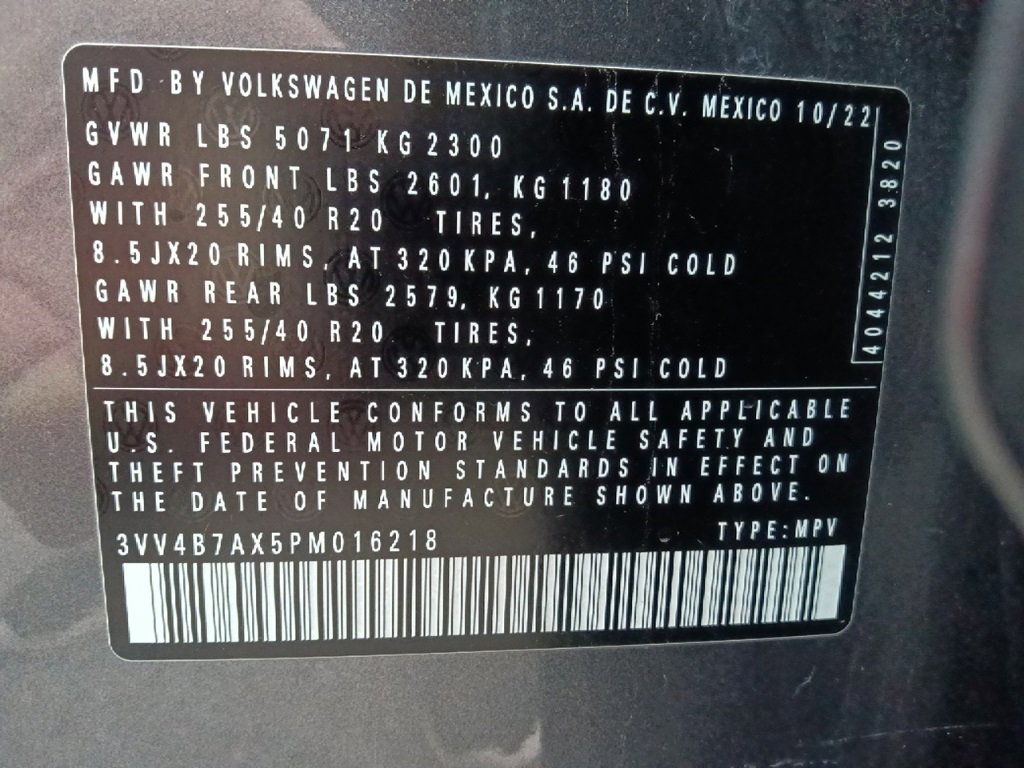 MFD BY VOLKSWAGEN DE MEXICO S.A. DE C.V. MEXICO 10/22
GVWR LBS 5071 KG 2300
GAWR FRONT LBS 2601, KG 1180
WITH 255/40 R20 TIRES,
8.5JX20 RIMS, AT 320 KPA, 46 PSI COLD
GAWR REAR LBS 2579, KG 1170
WITH 255/40 R20 TIRES,
8.5JX20 RIMS, AT 320 KPA, 46 PSI COLD
4044212 3820
THIS VEHICLE CONFORMS TO ALL APPLICABLE
U.S. FEDERAL MOTOR VEHICLE SAFETY AND
THEFT PREVENTION STANDARDS IN EFFECT ON
THE DATE OF MANUFACTURE SHOWN ABOVE.
3VV4B7AX5PM016218 TYPE:MPV